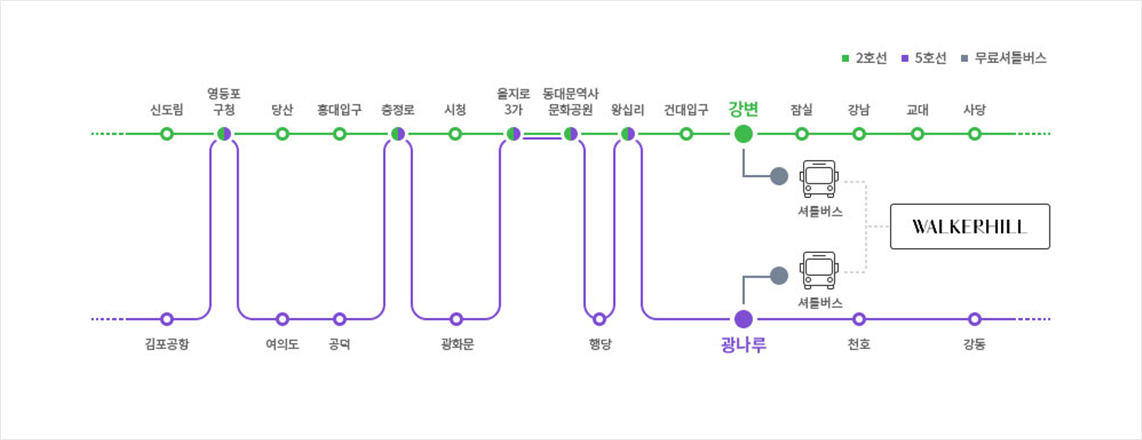 2호선 5호선 무료셔틀버스
신도림
영등포
구청
당산
홍대입구
충정로
시청
을지로
3가
동대문역사
문화공원
왕십리
건대입구
강변
잠실
강남
교대
사당
셔틀버스
WALKERHILL
셔틀버스
김포공항
여의도
공덕
광화문
행당
광나루
천호
강동